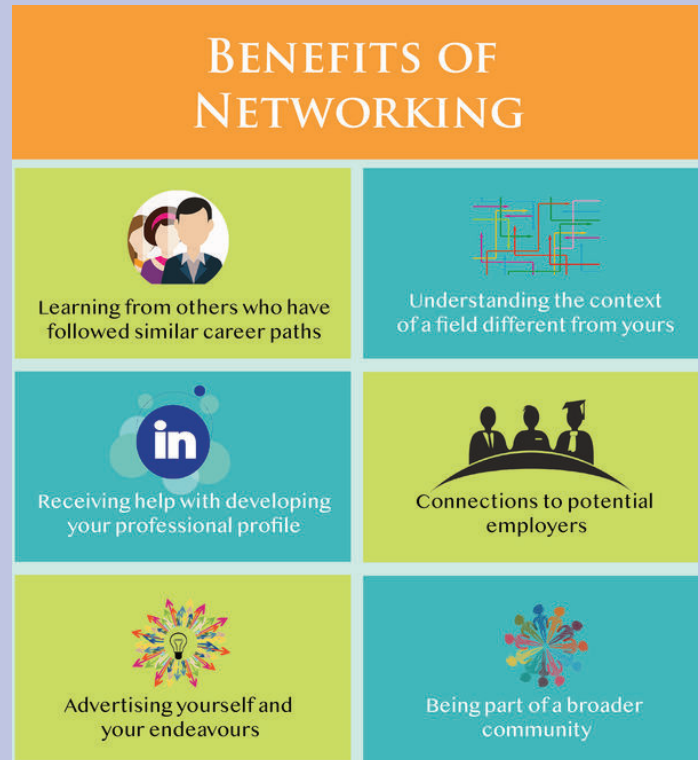 BENEFITS OF
NETWORKING
Learning from others who have
followed similar career paths
Understanding the context
of a field different from yours
in
Receiving help with developing
your professional profile
Connections to potential
employers
Advertising yourself and
your endeavours
Being part of a broader
community